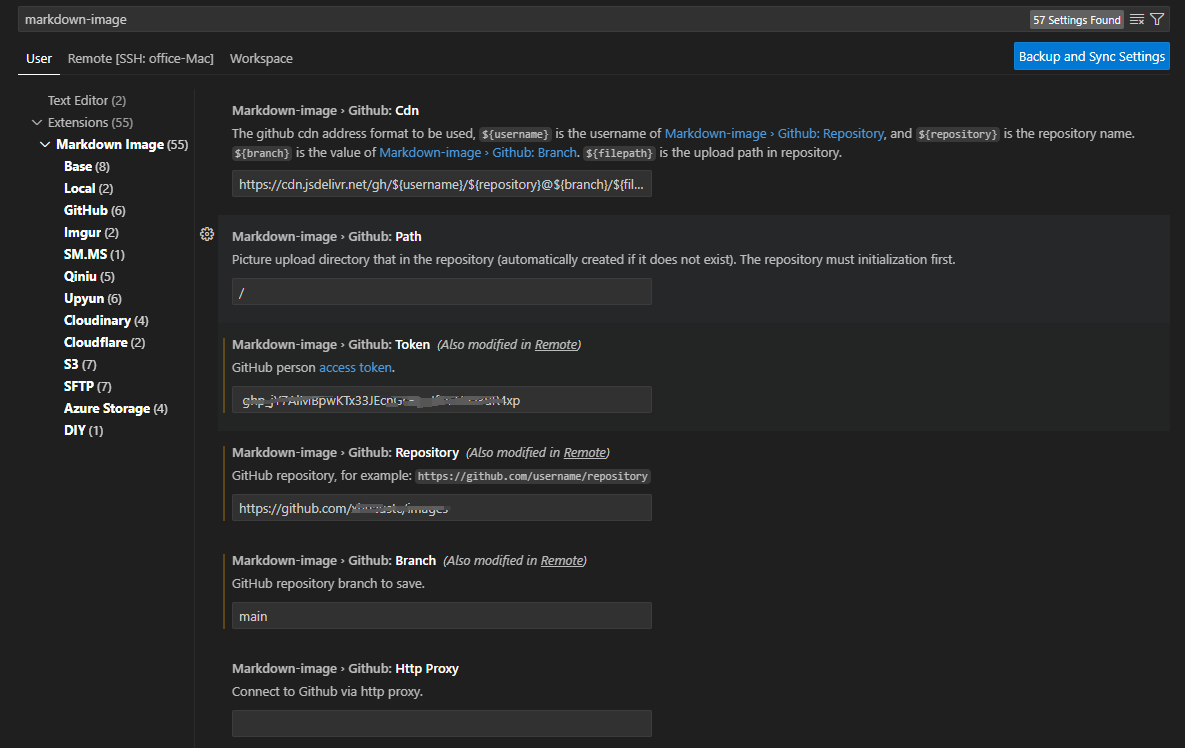 markdown-image
57 Settings Found
User Remote [SSH: office-Mac] Workspace
Backup and Sync Settings
Text Editor (2)
Extensions (55)
Markdown Image (55)
Base (8)
Local (2)
GitHub (6)
Imgur (2)
SM.MS (1)
Qiniu (5)
Upyun (6)
Cloudinary (4)
Cloudflare (2)
S3 (7)
SFTP (7)
Azure Storage (4)
DIY (1)
Markdown-image › Github: Cdn
The github cdn address format to be used, ${username} is the username of Markdown-image › Github: Repository, and ${repository} is the repository name.
${branch} is the value of Markdown-image › Github: Branch. ${filepath} is the upload path in repository.
https://cdn.jsdelivr.net/gh/${username}/${repository}@${branch}/${fil...
Markdown-image › Github: Path
Picture upload directory that in the repository (automatically created if it does not exist). The repository must initialization first.
/
Markdown-image › Github: Token (Also modified in Remote)
GitHub person access token.
Markdown-image › Github: Repository (Also modified in Remote)
GitHub repository, for example: https://github.com/username/repository
https://github.com/
Markdown-image › Github: Branch (Also modified in Remote)
GitHub repository branch to save.
main
Markdown-image › Github: Http Proxy
Connect to Github via http proxy.